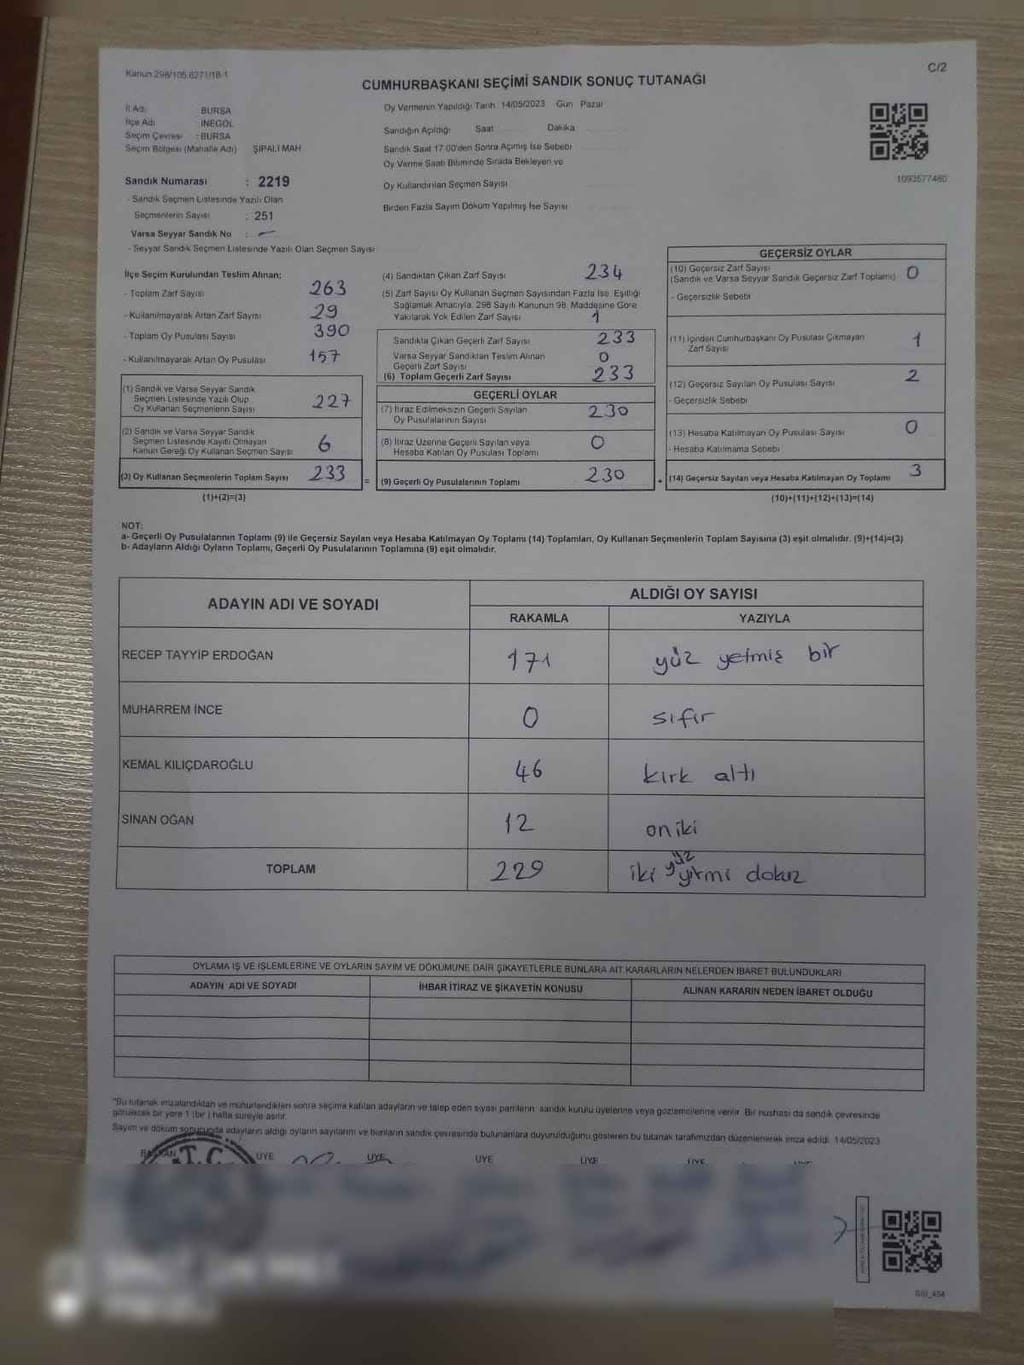 Kanun 298/105.6271/18-1
C/2
CUMHURBAŞKANI SEÇİMİ SANDIK SONUÇ TUTANAĞI
İl Adı : BURSA
İlçe Adı : İNEGÖL
Seçim Çevresi : BURSA
Seçim Bölgesi (Mahalle Adı) ŞİPALİ MAH
Sandık Numarası : 2219
- Sandık Seçmen Listesinde Yazılı Olan
Seçmenlerin Sayısı : 251
Varsa Seyyar Sandık No : -
- Seyyar Sandık Seçmen Listesinde Yazılı Olan Seçmen Sayısı
Oy Vermenin Yapıldığı Tarih 14/05/2023 Gün Pazar
Sandığın Açıldığı Saat Dakika
Sandık Saat 17.00'den Sonra Açılmış İse Sebebi
Oy Verme Saati Bitiminde Sırada Bekleyen ve
Oy Kullandırılan Seçmen Sayısı
Birden Fazla Sayım Döküm Yapılmış İse Sayısı
1093577460
İlçe Seçim Kurulundan Teslim Alınan;
- Toplam Zarf Sayısı 263
- Kullanılmayarak Artan Zarf Sayısı 29
- Toplam Oy Pusulası Sayısı 390
- Kullanılmayarak Artan Oy Pusulası 157
(1) Sandık ve Varsa Seyyar Sandık
Seçmen Listesinde Yazılı Olup
Oy Kullanan Seçmenlerin Sayısı 227
(2) Sandık ve Varsa Seyyar Sandık
Seçmen Listesinde Kayıtlı Olmayan
Kanun Gereği Oy Kullanan Seçmen Sayısı 6
(3) Oy Kullanan Seçmenlerin Toplam Sayısı 233 =
(1)+(2)=(3)
(4) Sandıktan Çıkan Zarf Sayısı 234
(5) Zarf Sayısı Oy Kullanan Seçmen Sayısından Fazla İse, Eşitliği
Sağlamak Amacıyla, 298 Sayılı Kanunun 98. Maddesine Göre
Yakılarak Yok Edilen Zarf Sayısı 1
Sandıkta Çıkan Geçerli Zarf Sayısı 233
Varsa Seyyar Sandıktan Teslim Alınan
Geçerli Zarf Sayısı 0
(6) Toplam Geçerli Zarf Sayısı 233
GEÇERLİ OYLAR
(7) İtiraz Edilmeksizin Geçerli Sayılan
Oy Pusulalarının Sayısı 230
(8) İtiraz Üzerine Geçerli Sayılan veya
Hesaba Katılan Oy Pusulası Toplamı 0
(9) Geçerli Oy Pusulalarının Toplamı 230 +
GEÇERSİZ OYLAR
(10) Geçersiz Zarf Sayısı 0
(Sandık ve Varsa Seyyar Sandık Geçersiz Zarf Toplamı)
- Geçersizlik Sebebi
(11) İçinden Cumhurbaşkanı Oy Pusulası Çıkmayan
Zarf Sayısı 1
(12) Geçersiz Sayılan Oy Pusulası Sayısı 2
- Geçersizlik Sebebi
(13) Hesaba Katılmayan Oy Pusulası Sayısı 0
- Hesaba Katılmama Sebebi
(14) Geçersiz Sayılan veya Hesaba Katılmayan Oy Toplamı 3
(10)+(11)+(12)+(13)=(14)
NOT:
a- Geçerli Oy Pusulalarının Toplamı (9) ile Geçersiz Sayılan veya Hesaba Katılmayan Oy Toplamı (14) Toplamları, Oy Kullanan Seçmenlerin Toplam Sayısına (3) eşit olmalıdır. (9)+(14)=(3)
b- Adayların Aldığı Oyların Toplamı, Geçerli Oy Pusulalarının Toplamına (9) eşit olmalıdır.
ADAYIN ADI VE SOYADI ALDIĞI OY SAYISI
RAKAMLA YAZIYLA
RECEP TAYYİP ERDOĞAN 171 yüz yetmiş bir
MUHARREM İNCE 0 sıfır
KEMAL KILIÇDAROĞLU 46 kırk altı
SİNAN OĞAN 12 oniki
TOPLAM 229 iki yüz yirmi dokuz
OYLAMA İŞ VE İŞLEMLERİNE VE OYLARIN SAYIM VE DÖKÜMÜNE DAİR ŞİKAYETLERLE BUNLARA AİT KARARLARIN NELERDEN İBARET BULUNDUKLARI
ADAYIN ADI VE SOYADI İHBAR İTİRAZ VE ŞİKAYETİN KONUSU ALINAN KARARIN NEDEN İBARET OLDUĞU
"Bu tutanak imzalandıktan ve mühürlendikten sonra seçime katılan adayların ve talep eden siyasi partilerin sandık kurulu üyelerine veya gözlemcilerine verilir. Bir nüshası da sandık çevresinde
görülecek bir yere 1 (bir) hafta süreyle asılır.
Sayım ve döküm sonucunda adayların aldığı oyların sayılarını ve bunların sandık çevresinde bulunanlara duyurulduğunu gösteren bu tutanak tarafımızdan düzenlenerek imza edildi. 14/05/2023
BAŞKAN ÜYE ÜYE ÜYE ÜYE ÜYE
T.C.